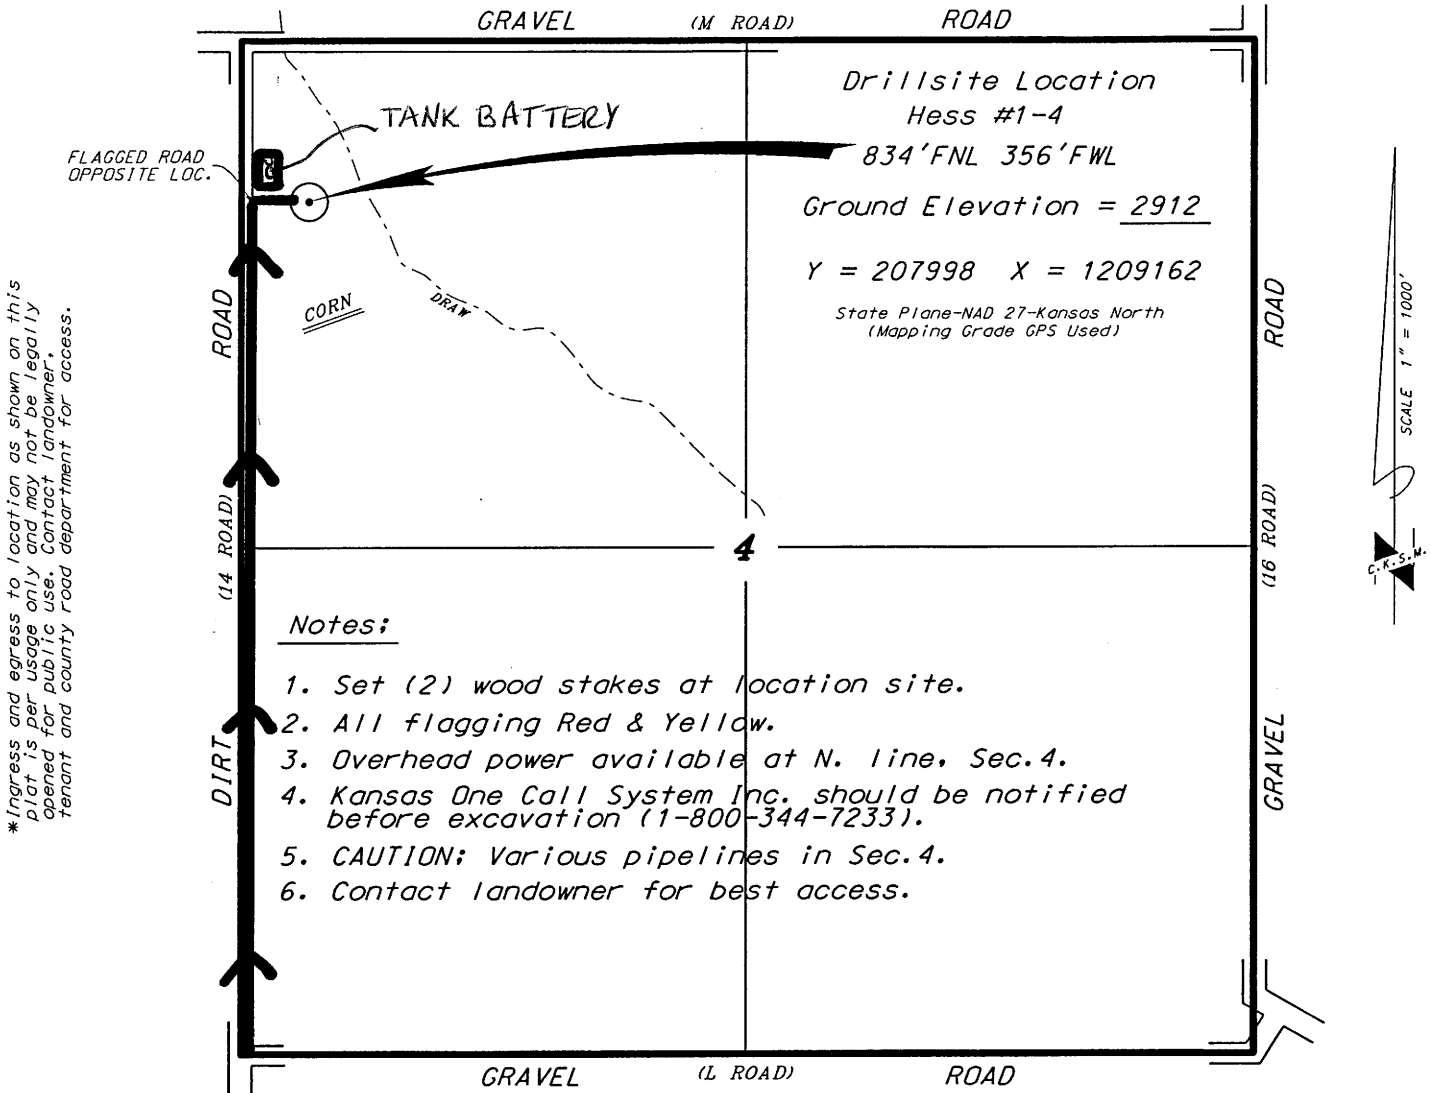 GRAVEL (M ROAD) ROAD
Drillsite Location
Hess #1-4
834'FNL 356'FWL
Ground Elevation = 2912
Y = 207998 X = 1209162
State Plane-NAD 27-Kansas North
(Mapping Grade GPS Used)
TANK BATTERY
FLAGGED ROAD
OPPOSITE LOC.
CORN
DRAW
ROAD
(14 ROAD)
DIRT
4
ROAD
(16 ROAD)
GRAVEL
SCALE 1" = 1000'
C.K.S.M.
*Ingress and egress to location as shown on this
plat is per usage only and may not be legally
opened for public use. Contact landowner,
tenant and county road department for access.
Notes:
1. Set (2) wood stakes at location site.
2. All flagging Red & Yellow.
3. Overhead power available at N. line, Sec.4.
4. Kansas One Call System Inc. should be notified
before excavation (1-800-344-7233).
5. CAUTION: Various pipelines in Sec.4.
6. Contact landowner for best access.
GRAVEL (L ROAD) ROAD